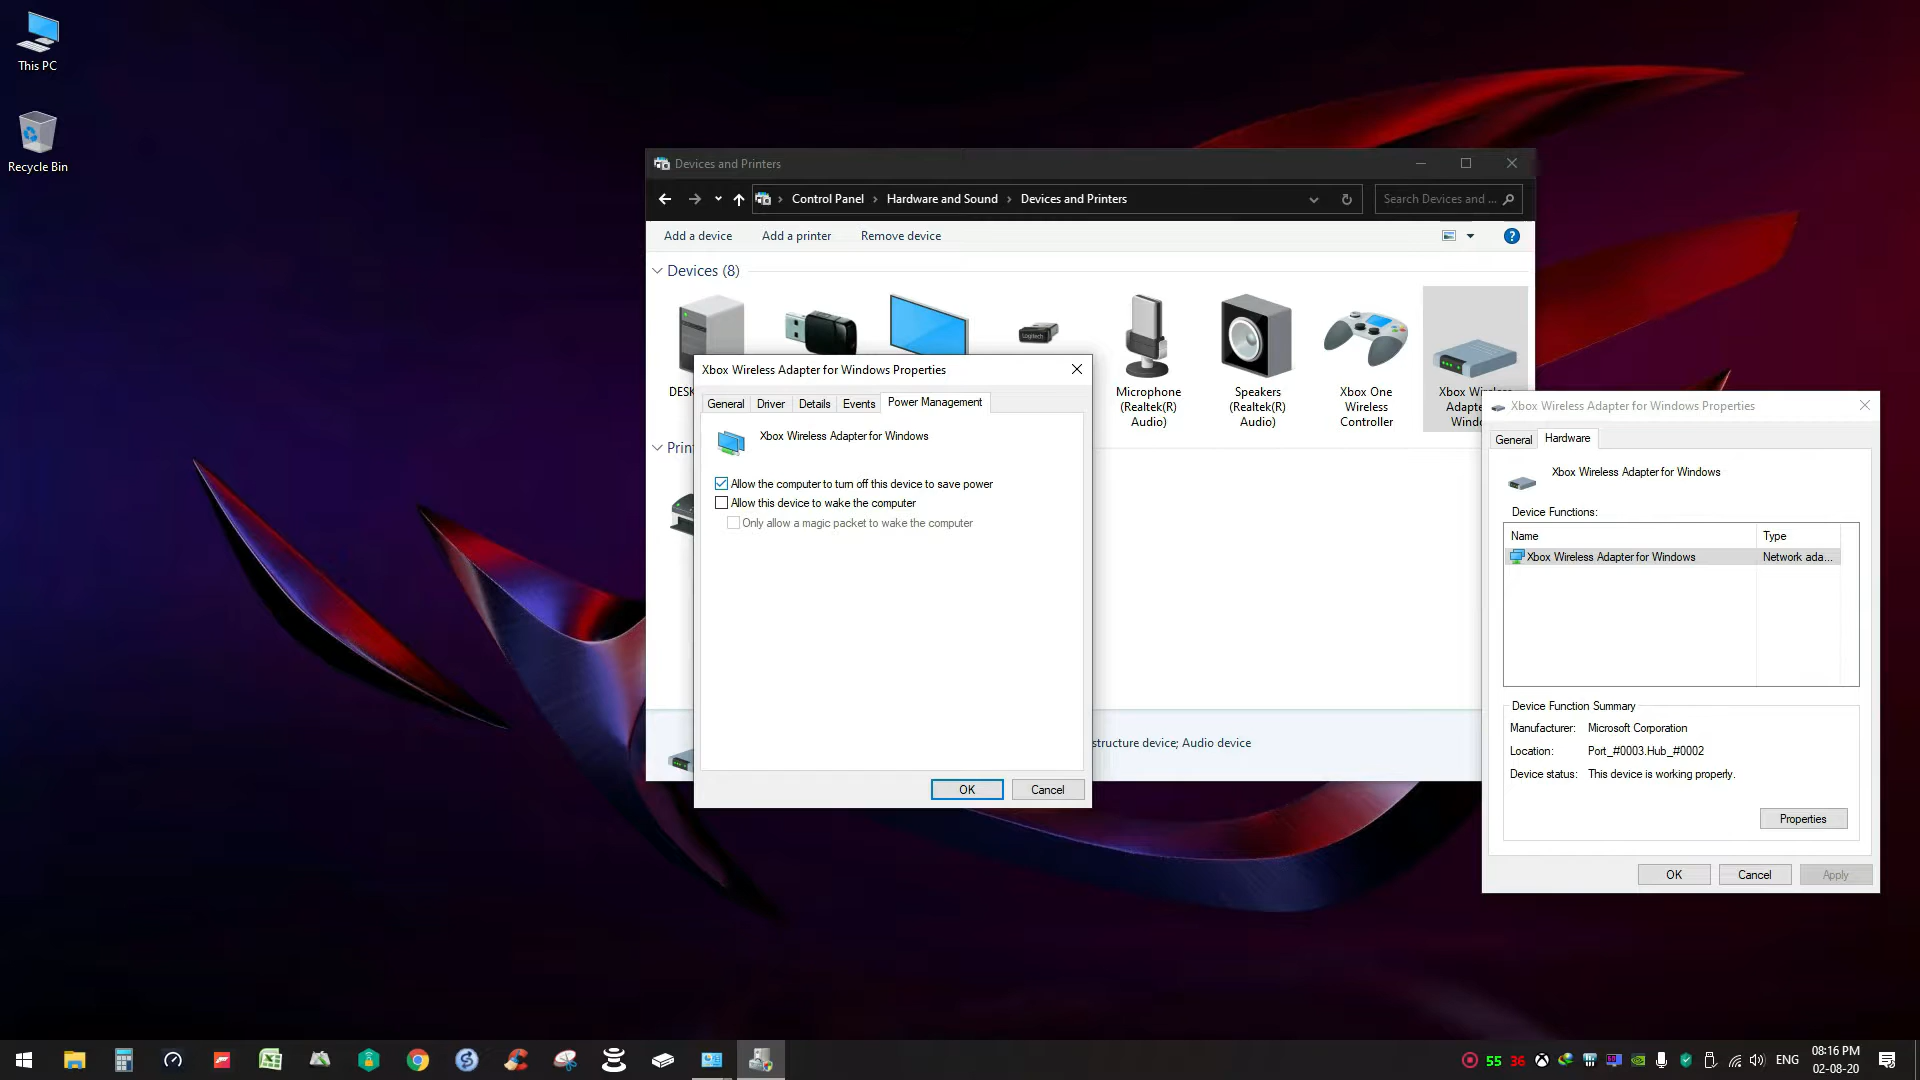 This PC
Recycle Bin
Devices and Printers
Control Panel
Hardware and Sound
Devices and Printers
Search Devices and ...
Add a device
Add a printer
Remove device
Devices (8)
Logitech
DESK
Microphone
(Realtek(R)
Audio)
Speakers
(Realtek(R)
Audio)
Xbox One
Wireless
Controller
Xbox
Prin
structure device; Audio device
Xbox Wireless Adapter for Windows Properties
General
Driver
Details
Events
Power Management
Xbox Wireless Adapter for Windows
Allow the computer to turn off this device to save power
Allow this device to wake the computer
Only allow a magic packet to wake the computer
OK
Cancel
Xbox Wireless Adapter for Windows Properties
General
Hardware
Xbox Wireless Adapter for Windows
Device Functions:
Name
Type
Xbox Wireless Adapter for Windows
Network ada...
Device Function Summary
Manufacturer:
Microsoft Corporation
Location:
Port_#0003.Hub_#0002
Device status:
This device is working properly.
Properties
OK
Cancel
Apply
55
36
ENG
08:16 PM
02-08-20